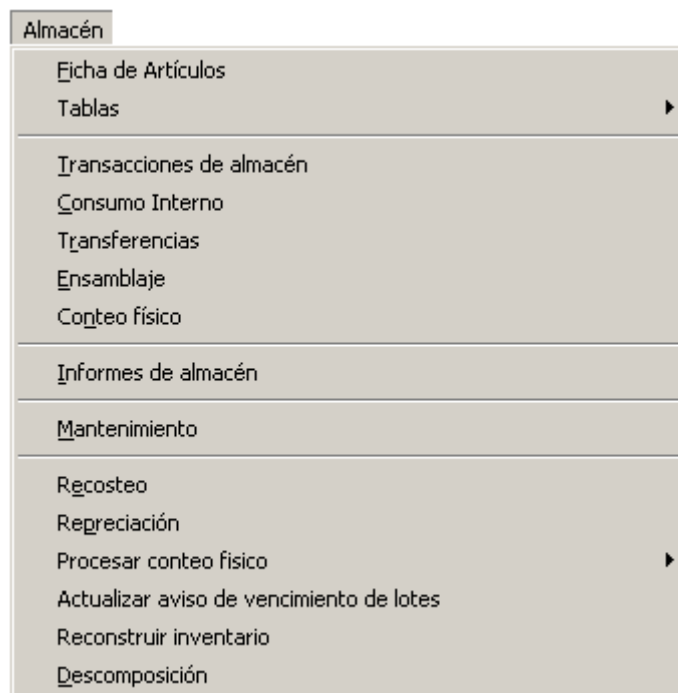 Almacén
Ficha de Artículos
Tablas
Transacciones de almacén
Consumo Interno
Transferencias
Ensamblaje
Conteo físico
Informes de almacén
Mantenimiento
Recosteo
Repreciación
Procesar conteo fisico
Actualizar aviso de vencimiento de lotes
Reconstruir inventario
Descomposición